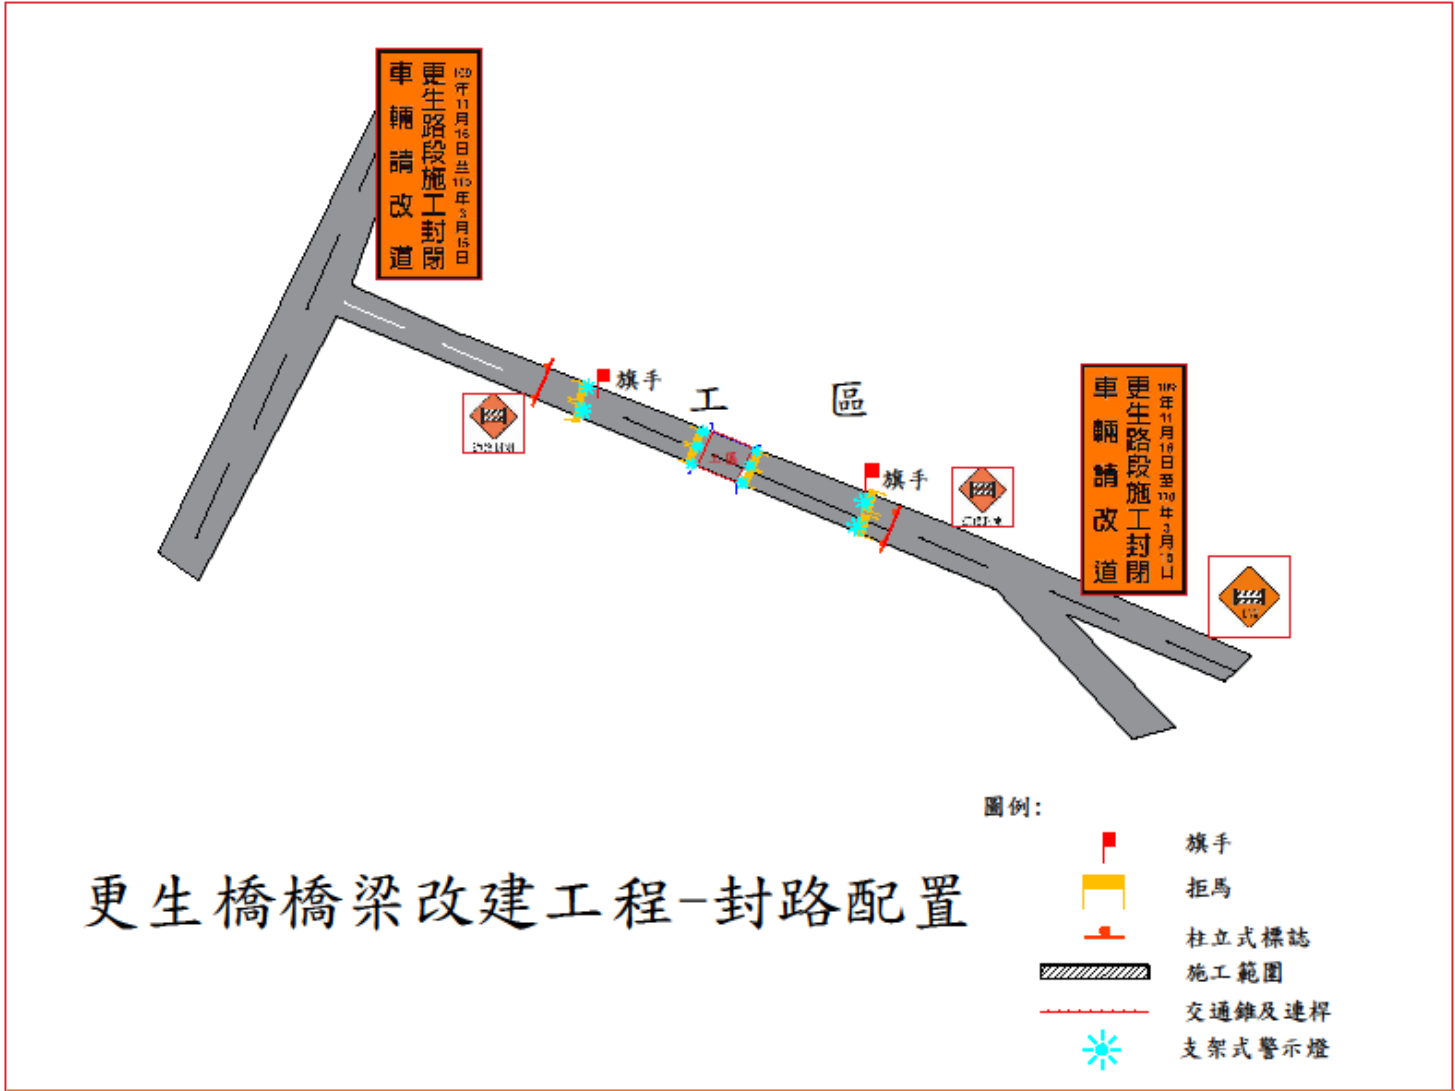 109年11月16日至110年3月15日
更生路段施工封閉
車輛請改道
旗手
工區
工區
旗手
109年11月16日至110年3月15日
更生路段施工封閉
車輛請改道
圖例:
旗手
拒馬
柱立式標誌
施工範圍
交通錐及連桿
支架式警示燈
更生橋橋梁改建工程-封路配置